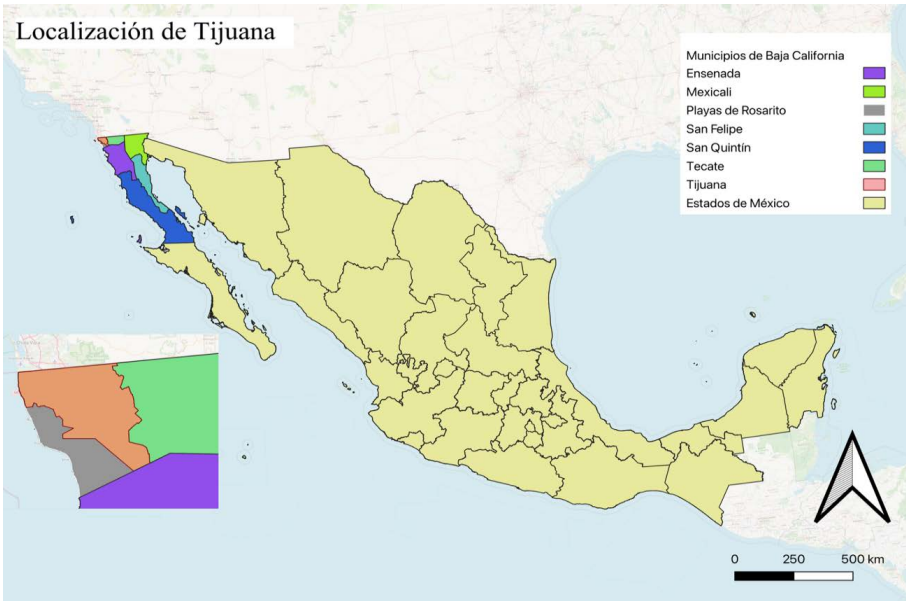 Localización de Tijuana
Municipios de Baja California
Ensenada
Mexicali
Playas de Rosarito
San Felipe
San Quintín
Tecate
Tijuana
Estados de México
0 250 500 km